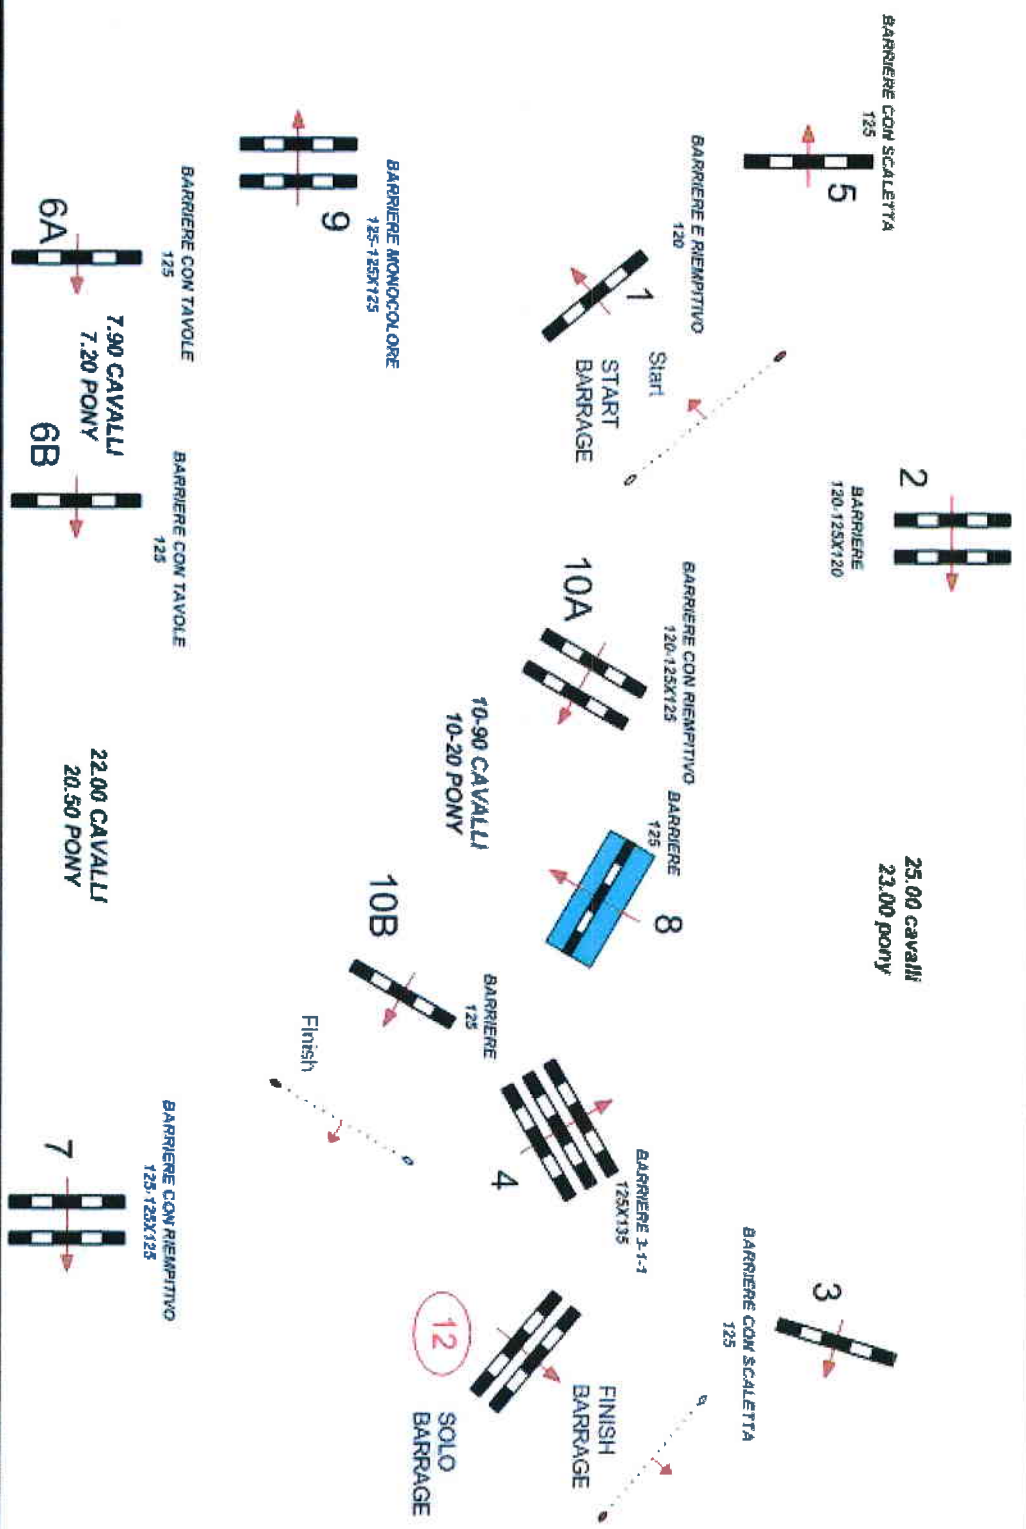 BARRIERE CON SCALETTA
125
5
BARRIERE E RIEMPITIVO
120
1
Start
START
BARRAGE
2
BARRIERE
120-125X120
BARRIERE MONOCOLORE
125-125X125
9
BARRIERE CON TAVOLE
125
6A
7.90 CAVALLI
7.20 PONY
6B
BARRIERE CON TAVOLE
125
BARRIERE CON RIEMPITIVO
120-125X125
10A
10-90 CAVALLI
10-20 PONY
BARRIERE
125
8
25.00 cavalli
23.00 pony
22.00 CAVALLI
20.50 PONY
10B
BARRIERE
125
Finish
BARRIERE 3-1-1
125X135
4
BARRIERE CON RIEMPITIVO
125-125X125
7
3
BARRIERE CON SCALETTA
125
12
FINISH
BARRAGE
SOLO
BARRAGE